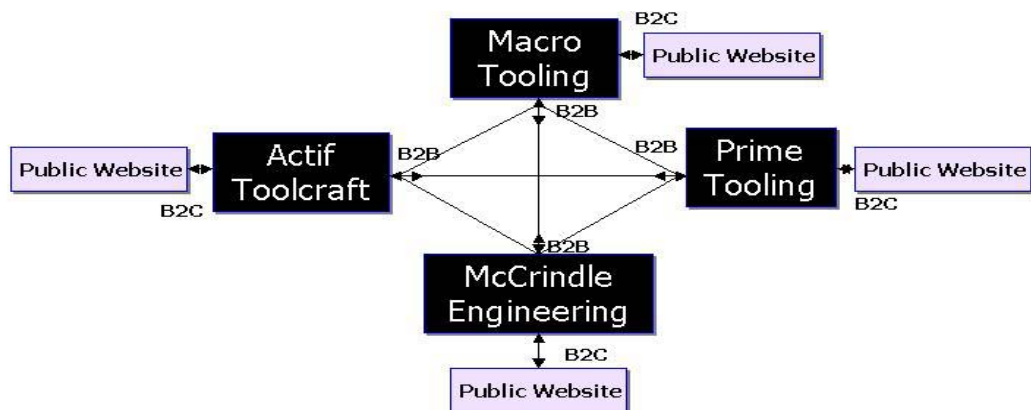 B2C
Macro
Tooling
Public Website
B2B
Public Website
Actif
Toolcraft
B2B
B2B
Prime
Tooling
Public Website
B2C
B2C
B2B
McCrindle
Engineering
B2C
Public Website